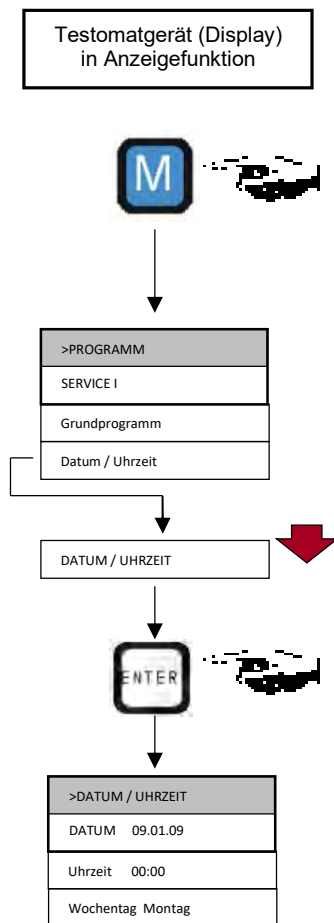 Testomatgerät (Display)
in Anzeigefunktion
M
>PROGRAMM
SERVICE I
Grundprogramm
Datum / Uhrzeit
DATUM / UHRZEIT
ENTER
>DATUM / UHRZEIT
DATUM 09.01.09
Uhrzeit 00:00
Wochentag Montag